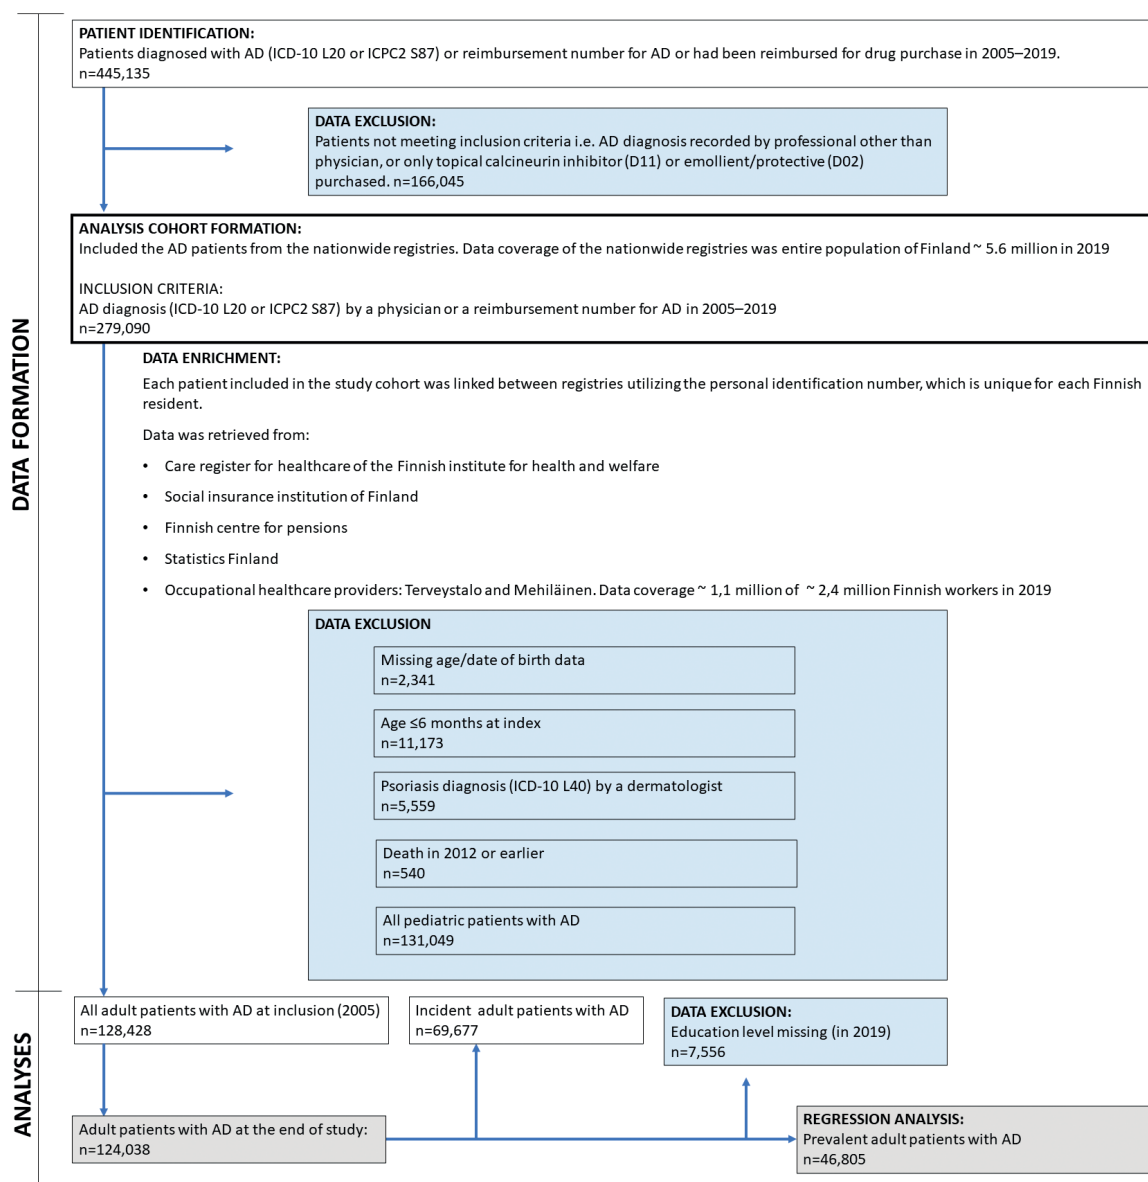 PATIENT IDENTIFICATION:
Patients diagnosed with AD (ICD-10 L20 or ICPC2 S87) or reimbursement number for AD or had been reimbursed for drug purchase in 2005–2019.
n=445,135
DATA EXCLUSION:
Patients not meeting inclusion criteria i.e. AD diagnosis recorded by professional other than
physician, or only topical calcineurin inhibitor (D11) or emollient/protective (D02)
purchased. n=166,045
ANALYSIS COHORT FORMATION:
Included the AD patients from the nationwide registries. Data coverage of the nationwide registries was entire population of Finland ~ 5.6 million in 2019
INCLUSION CRITERIA:
AD diagnosis (ICD-10 L20 or ICPC2 S87) by a physician or a reimbursement number for AD in 2005–2019
n=279,090
DATA FORMATION
DATA ENRICHMENT:
Each patient included in the study cohort was linked between registries utilizing the personal identification number, which is unique for each Finnish
resident.
Data was retrieved from:
• Care register for healthcare of the Finnish institute for health and welfare
• Social insurance institution of Finland
• Finnish centre for pensions
• Statistics Finland
• Occupational healthcare providers: Terveystalo and Mehiläinen. Data coverage ~ 1,1 million of ~ 2,4 million Finnish workers in 2019
DATA EXCLUSION
Missing age/date of birth data
n=2,341
Age ≤6 months at index
n=11,173
Psoriasis diagnosis (ICD-10 L40) by a dermatologist
n=5,559
Death in 2012 or earlier
n=540
All pediatric patients with AD
n=131,049
ANALYSES
All adult patients with AD at inclusion (2005)
n=128,428
Incident adult patients with AD
n=69,677
DATA EXCLUSION:
Education level missing (in 2019)
n=7,556
Adult patients with AD at the end of study:
n=124,038
REGRESSION ANALYSIS:
Prevalent adult patients with AD
n=46,805